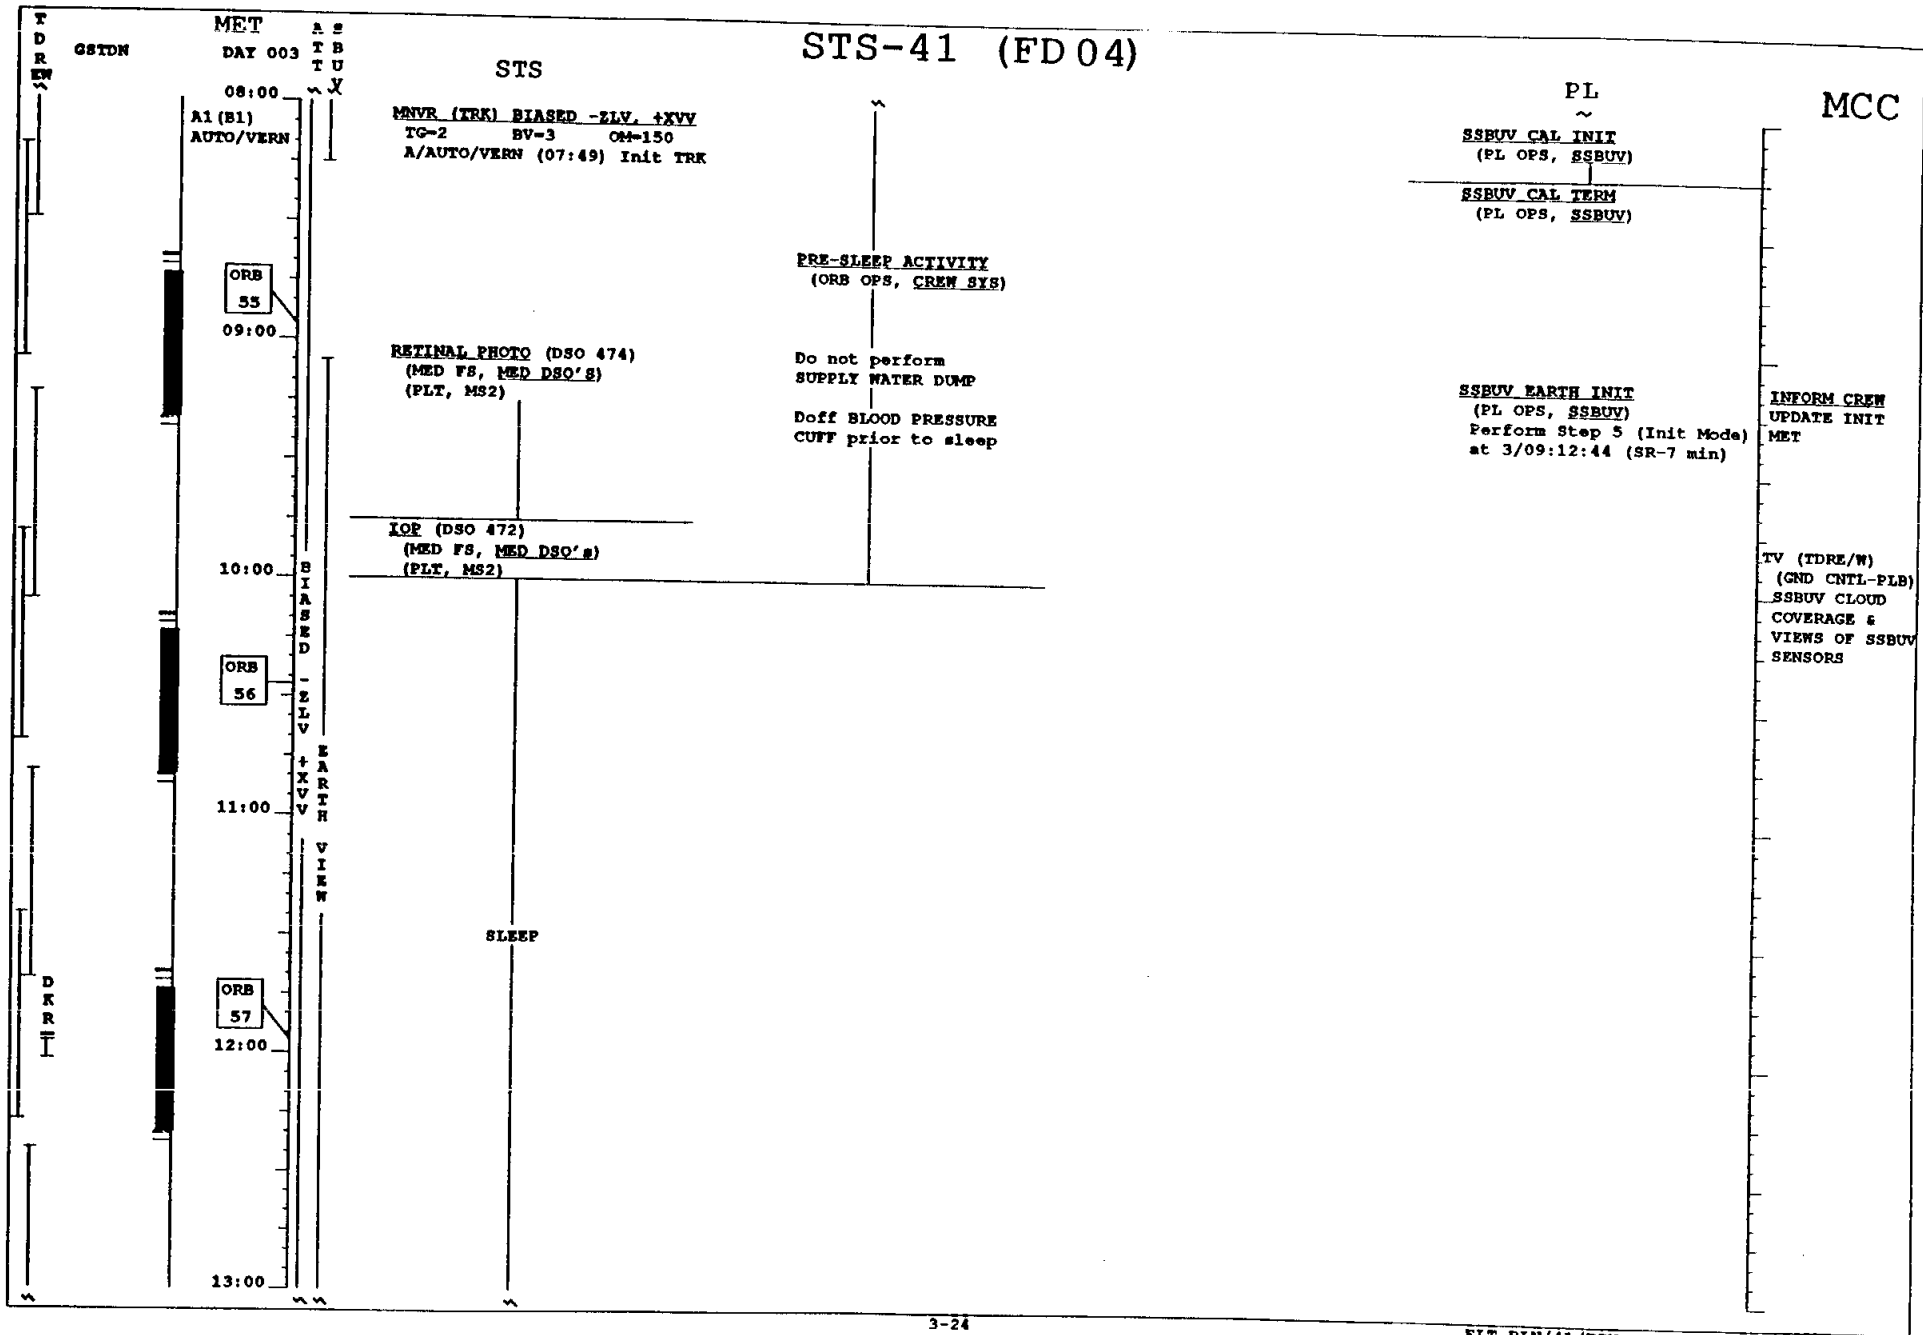 STS-41 (FD 04)
TDREW
GSTDN
MET
DAY 003
ATT
STS
PL
MCC
08:00
A1 (B1)
AUTO/VERN
MNVR (TRK) BIASED -ZLV, +XVV
TG=2 BV=3 OM=150
A/AUTO/VERN (07:49) Init TRK
SSBUV CAL INIT
(PL OPS, SSBUV)
SSBUV CAL TERM
(PL OPS, SSBUV)
PRE-SLEEP ACTIVITY
(ORB OPS, CREW SYS)
ORB
55
09:00
RETINAL PHOTO (DSO 474)
(MED FS, MED DSO'S)
(PLT, MS2)
Do not perform
SUPPLY WATER DUMP
Doff BLOOD PRESSURE
CUFF prior to sleep
SSBUV EARTH INIT
(PL OPS, SSBUV)
Perform Step 5 (Init Mode)
at 3/09:12:44 (SR-7 min)
INFORM CREW
UPDATE INIT
MET
IOP (DSO 472)
(MED FS, MED DSO's)
(PLT, MS2)
10:00
BIASED -ZLV +XVV
TV (TDRE/W)
(GND CNTL-PLB)
SSBUV CLOUD
COVERAGE &
VIEWS OF SSBUV
SENSORS
ORB
56
EARTH VIEW
11:00
SLEEP
DKR
I
ORB
57
12:00
13:00
3-24